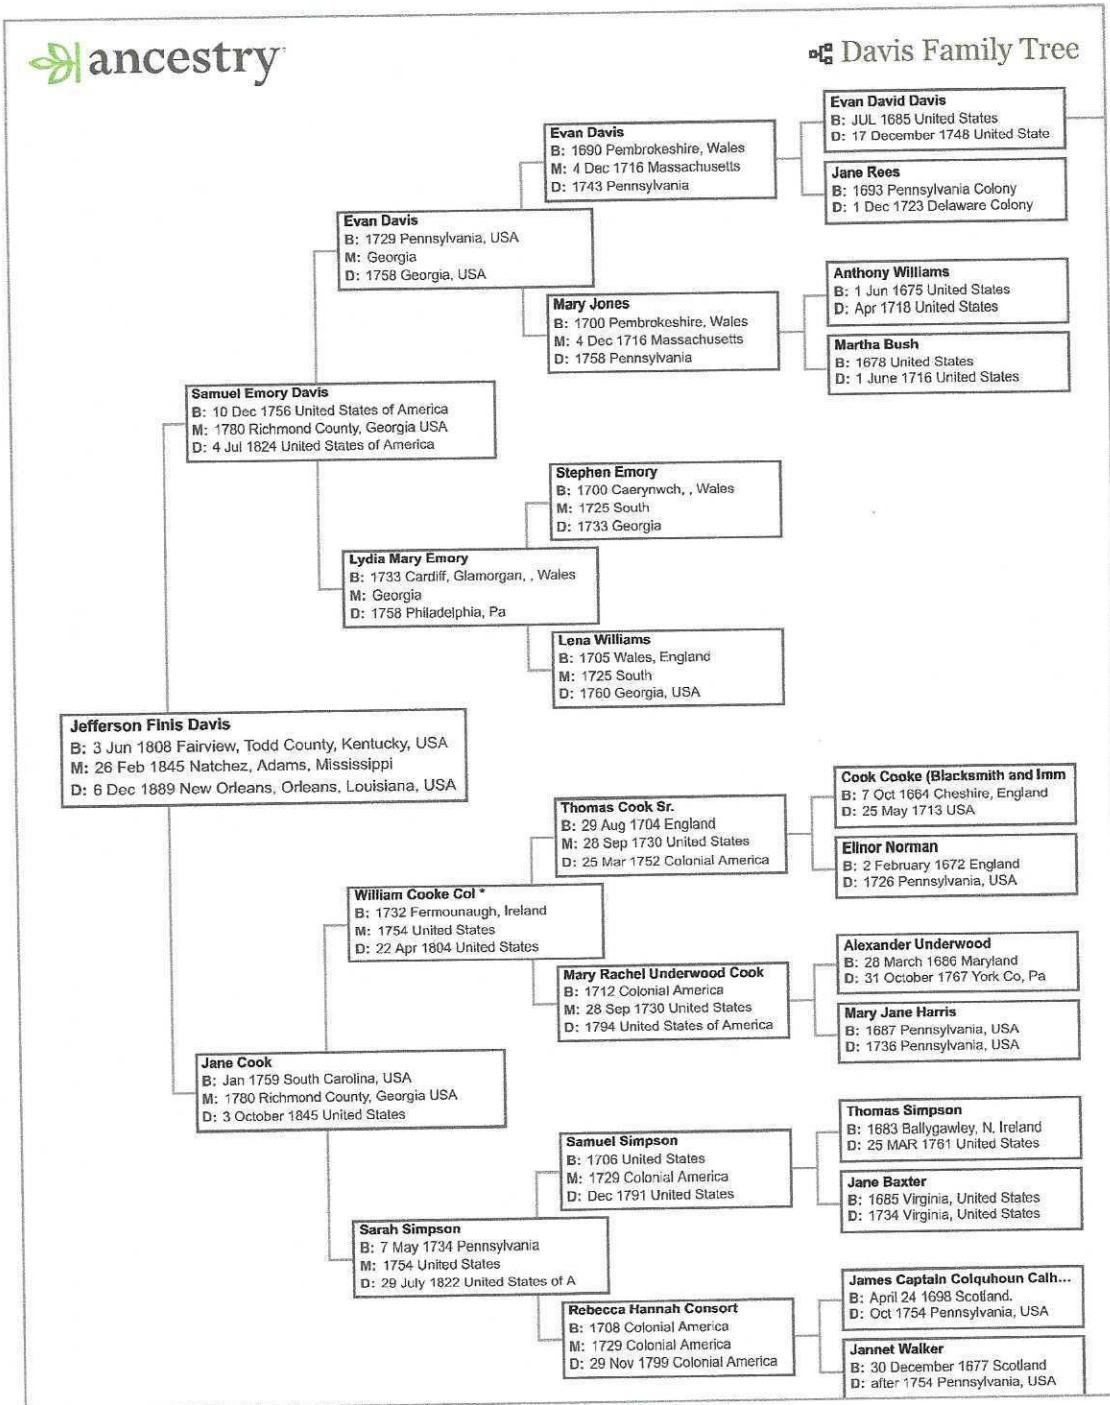 ancestry
Davis Family Tree
Evan David Davis
B: JUL 1685 United States
D: 17 December 1748 United State
Evan Davis
B: 1690 Pembrokeshire, Wales
M: 4 Dec 1716 Massachusetts
D: 1743 Pennsylvania
Jane Rees
B: 1693 Pennsylvania Colony
D: 1 Dec 1723 Delaware Colony
Evan Davis
B: 1729 Pennsylvania, USA
M: Georgia
D: 1758 Georgia, USA
Anthony Williams
B: 1 Jun 1675 United States
D: Apr 1718 United States
Mary Jones
B: 1700 Pembrokeshire, Wales
M: 4 Dec 1716 Massachusetts
D: 1758 Pennsylvania
Martha Bush
B: 1678 United States
D: 1 June 1716 United States
Samuel Emory Davis
B: 10 Dec 1756 United States of America
M: 1780 Richmond County, Georgia USA
D: 4 Jul 1824 United States of America
Stephen Emory
B: 1700 Caerynwch, , Wales
M: 1725 South
D: 1733 Georgia
Lydia Mary Emory
B: 1733 Cardiff, Glamorgan, , Wales
M: Georgia
D: 1758 Philadelphia, Pa
Lena Williams
B: 1705 Wales, England
M: 1725 South
D: 1760 Georgia, USA
Jefferson Finis Davis
B: 3 Jun 1808 Fairview, Todd County, Kentucky, USA
M: 26 Feb 1845 Natchez, Adams, Mississippi
D: 6 Dec 1889 New Orleans, Orleans, Louisiana, USA
Cook Cooke (Blacksmith and Imm
B: 7 Oct 1664 Cheshire, England
D: 25 May 1713 USA
Thomas Cook Sr.
B: 29 Aug 1704 England
M: 28 Sep 1730 United States
D: 25 Mar 1752 Colonial America
Elinor Norman
B: 2 February 1672 England
D: 1726 Pennsylvania, USA
William Cooke Col *
B: 1732 Fermounaugh, Ireland
M: 1754 United States
D: 22 Apr 1804 United States
Alexander Underwood
B: 28 March 1686 Maryland
D: 31 October 1767 York Co, Pa
Mary Rachel Underwood Cook
B: 1712 Colonial America
M: 28 Sep 1730 United States
D: 1794 United States of America
Mary Jane Harris
B: 1687 Pennsylvania, USA
D: 1736 Pennsylvania, USA
Jane Cook
B: Jan 1759 South Carolina, USA
M: 1780 Richmond County, Georgia USA
D: 3 October 1845 United States
Thomas Simpson
B: 1683 Ballygawley, N. Ireland
D: 25 MAR 1761 United States
Samuel Simpson
B: 1706 United States
M: 1729 Colonial America
D: Dec 1791 United States
Jane Baxter
B: 1685 Virginia, United States
D: 1734 Virginia, United States
Sarah Simpson
B: 7 May 1734 Pennsylvania
M: 1754 United States
D: 29 July 1822 United States of A
James Captain Colquhoun Calh...
B: April 24 1698 Scotland.
D: Oct 1754 Pennsylvania, USA
Rebecca Hannah Consort
B: 1708 Colonial America
M: 1729 Colonial America
D: 29 Nov 1799 Colonial America
Jannet Walker
B: 30 December 1677 Scotland
D: after 1754 Pennsylvania, USA